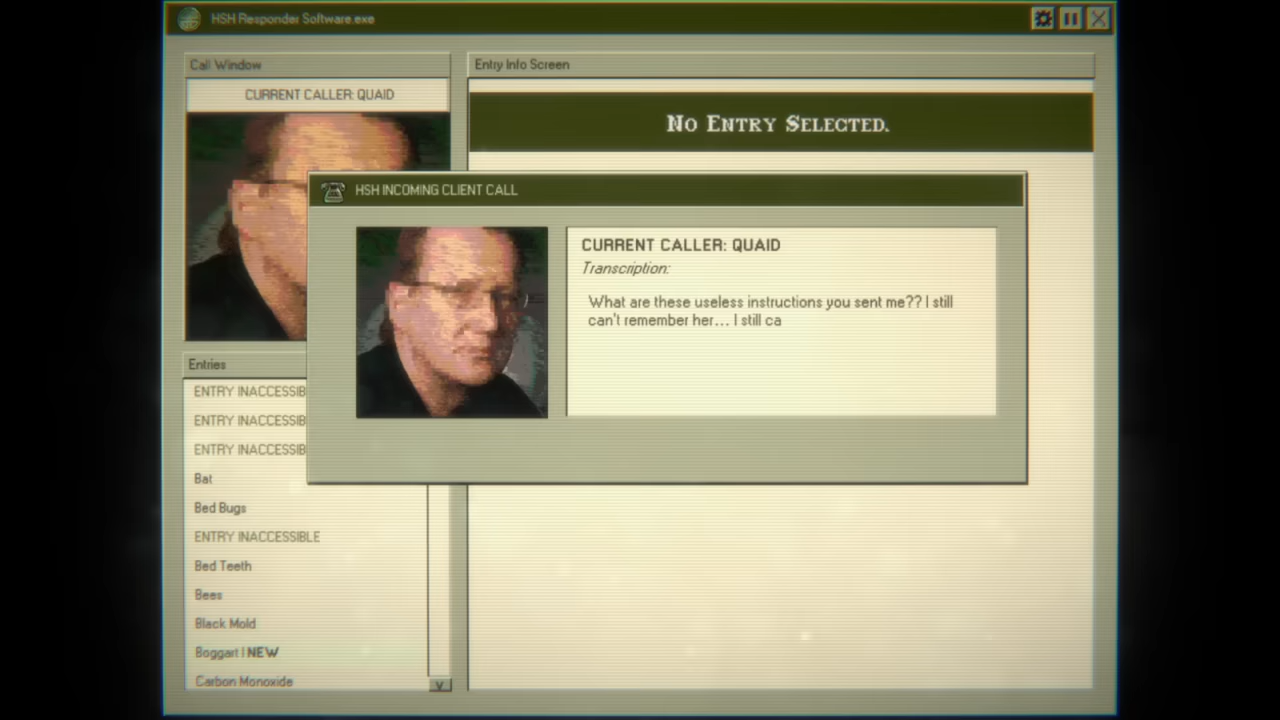 HSH Responder Software.exe
Call Window
CURRENT CALLER: QUAID
Entry Info Screen
No Entry Selected.
HSH INCOMING CLIENT CALL
CURRENT CALLER: QUAID
Transcription:
What are these useless instructions you sent me?? I still
can't remember her... I still ca
Entries
ENTRY INACCESSIB
ENTRY INACCESSIB
ENTRY INACCESSIB
Bat
Bed Bugs
ENTRY INACCESSIBLE
Bed Teeth
Bees
Black Mold
Boggart | NEW
Carbon Monoxide